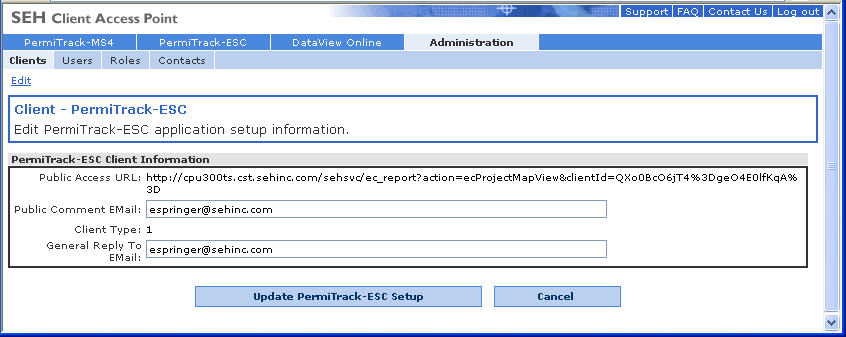 SEH Client Access Point
Support FAQ Contact Us Log out
PermiTrack-MS4 PermiTrack-ESC DataView Online Administration
Clients Users Roles Contacts
Edit
Client - PermiTrack-ESC
Edit PermiTrack-ESC application setup information.
PermiTrack-ESC Client Information
Public Access URL: http://cpu300ts.cst.sehinc.com/sehsvc/ec_report?action=ecProjectMapView&clientId=QXo0BcO6jT4%3DgeO4E0lfKqA%
3D
Public Comment EMail: espringer@sehinc.com
Client Type: 1
General Reply To
EMail: espringer@sehinc.com
Update PermiTrack-ESC Setup Cancel